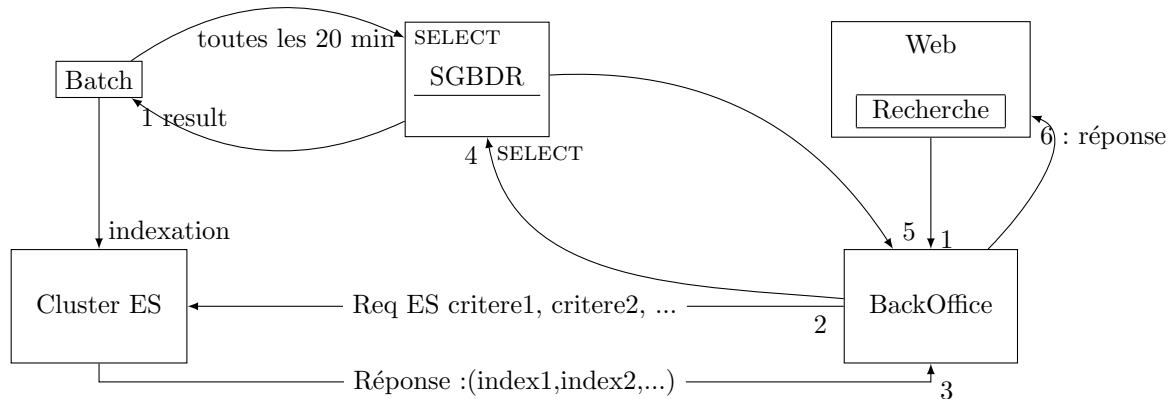 toutes les 20 min
SELECT
Web
Batch
SGBDR
Recherche
1 result
6 : réponse
4
SELECT
indexation
5
1
Cluster ES
Req ES critere1, critere2, ...
BackOffice
2
Réponse :(index1,index2,...)
3